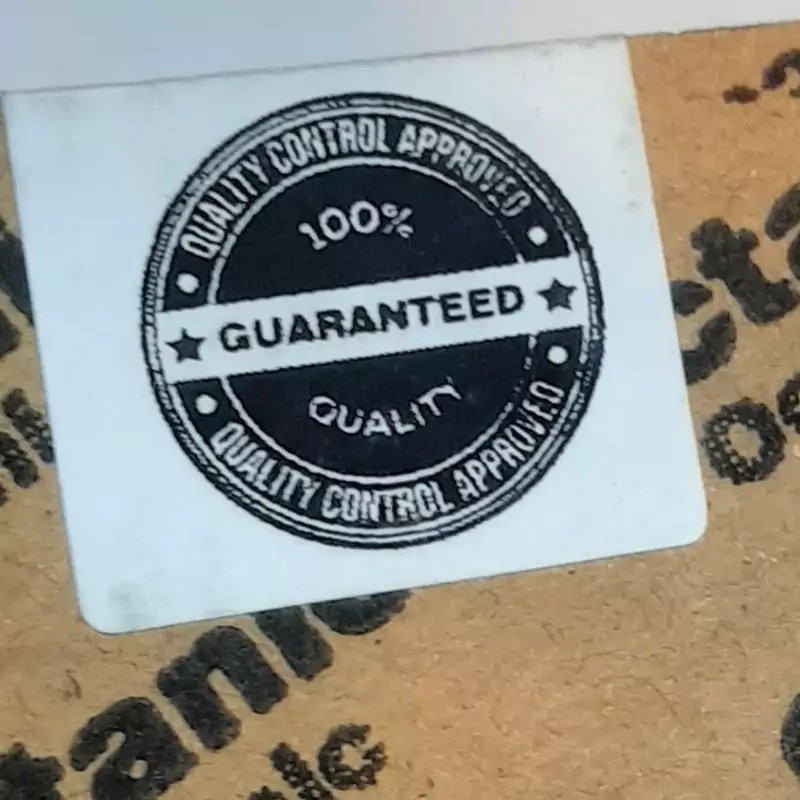 QUALITY CONTROL APPROVED
100%
GUARANTEED
QUALITY
QUALITY CONTROL APPROVED